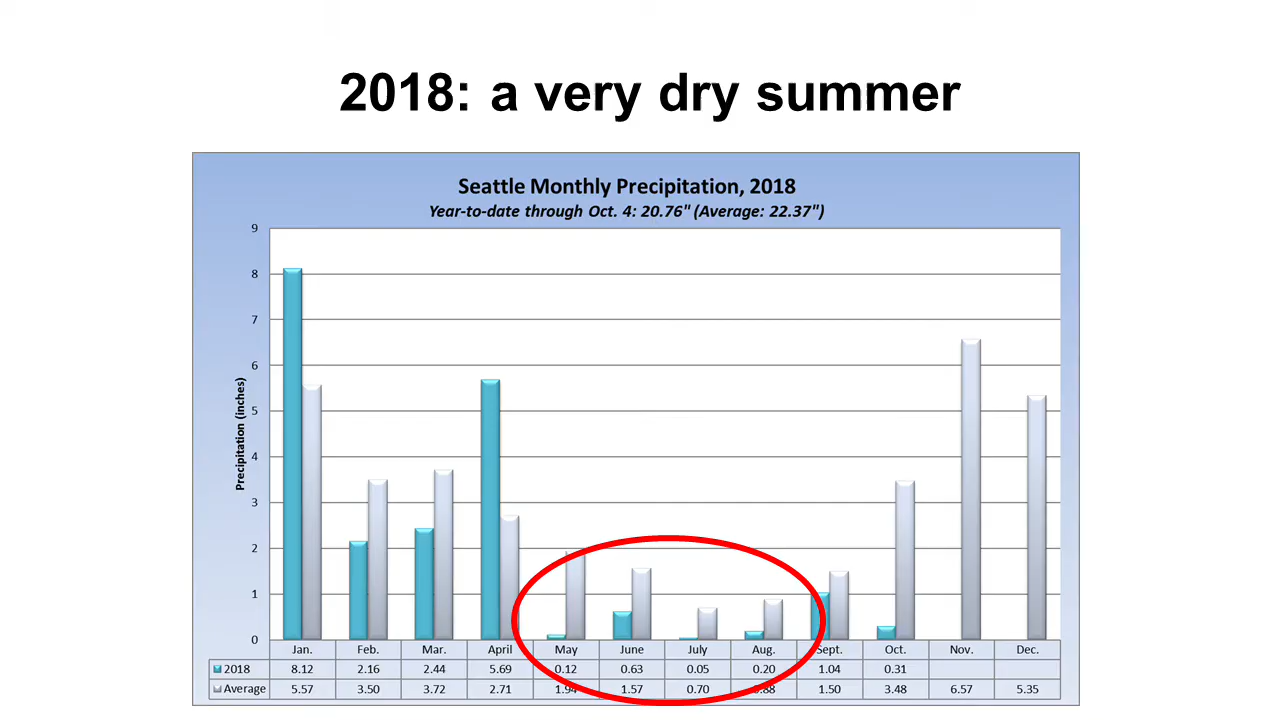 2018: a very dry summer
Seattle Monthly Precipitation, 2018
Year-to-date through Oct. 4: 20.76" (Average: 22.37")
Precipitation (inches)
9
8
7
6
5
4
3
2
1
0
Jan. Feb. Mar. April May June July Aug. Sept. Oct. Nov. Dec.
2018 8.12 2.16 2.44 5.69 0.12 0.63 0.05 0.20 1.04 0.31
Average 5.57 3.50 3.72 2.71 1.94 1.57 0.70 0.88 1.50 3.48 6.57 5.35